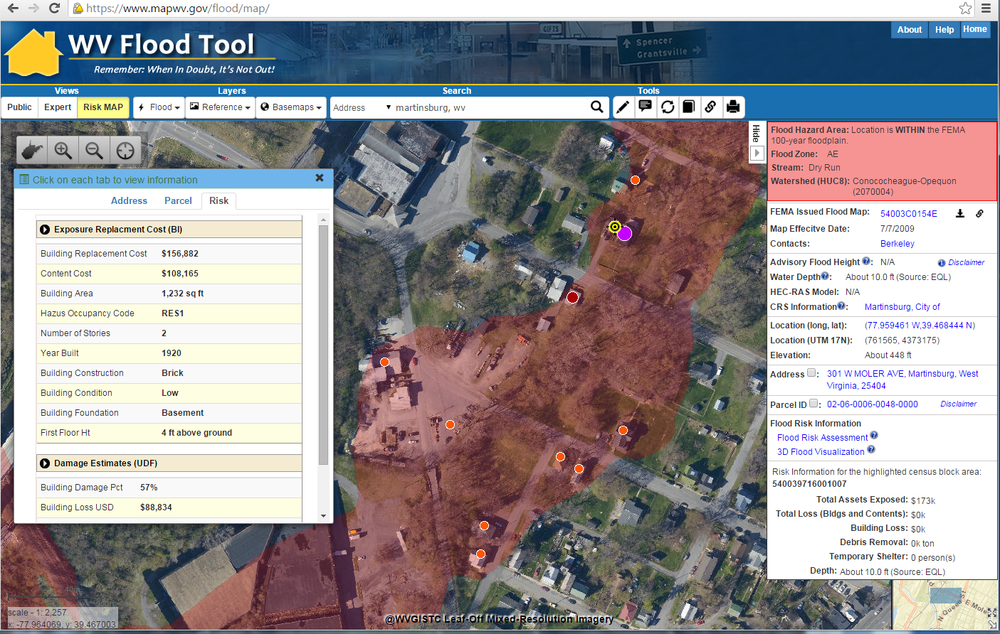 https://www.mapwv.gov/flood/map/
GIFTS
Spencer
Grantsville
About Help Home
WV Flood Tool
Remember: When In Doubt, It's Not Out!
Views Layers Search Tools
Public Expert Risk MAP Flood Reference Basemaps Address martinsburg, wv
Click on each tab to view information
Address Parcel Risk
Exposure Replacment Cost (BI)
Building Replacement Cost $156,882
Content Cost $108,165
Building Area 1,232 sq ft
Hazus Occupancy Code RES1
Number of Stories 2
Year Built 1920
Building Construction Brick
Building Condition Low
Building Foundation Basement
First Floor Ht 4 ft above ground
Damage Estimates (UDF)
Building Damage Pct 57%
Building Loss USD $88,834
40m
scale - 1: 2,257
x: -77.964069, y: 39.467003
@WVGISTC Leaf-Off Mixed-Resolution Imagery
Hide
Flood Hazard Area: Location is WITHIN the FEMA
100-year floodplain.
Flood Zone: AE
Stream: Dry Run
Watershed (HUC8): Conococheague-Opequon
(2070004)
FEMA Issued Flood Map: 54003C0154E
Map Effecitve Date: 7/7/2009
Contacts: Berkeley
Advisory Flood Height ? : N/A Disclaimer
Water Depth ? : About 10.0 ft (Source: EQL)
HEC-RAS Model: N/A
CRS Information ? : Martinsburg, City of
Location (long, lat): (77.959461 W,39.468444 N)
Location (UTM 17N): (761565, 4373175)
Elevation: About 448 ft
Address : 301 W MOLER AVE, Martinsburg, West
Virginia, 25404
Parcel ID : 02-06-0006-0048-0000 Disclaimer
Flood Risk Information
Flood Risk Assessment ?
3D Flood Visualization ?
Risk Information for the highlighted census block area:
540039716001007
Total Assets Exposed: $173k
Total Loss (Bldgs and Contents): $0k
Building Loss: $0k
Debris Removal: 0k ton
Temporary Shelter: 0 person(s)
Depth: About 10.0 ft (Source: EQL)
N Queen St
E Mole